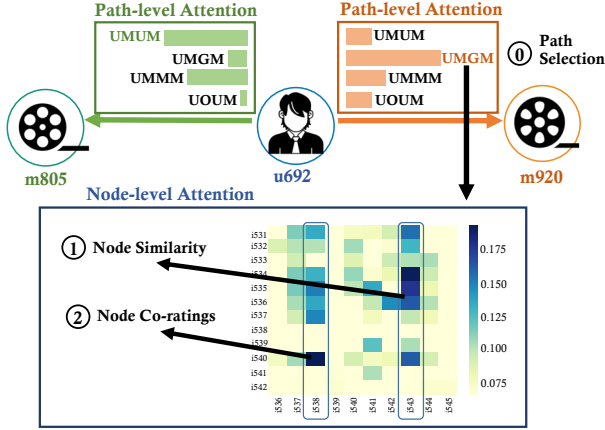 Path-level Attention
Path-level Attention
UMUM
UMGM
UMMM
UOUM
UMUM
UMGM
UMMM
UOUM
0 Path
Selection
m805
u692
m920
Node-level Attention
1 Node Similarity
2 Node Co-ratings
i531
i532
i533
i534
i535
i536
i537
i538
i539
i540
i541
i542
i536
i537
i538
i539
i540
i541
i542
i543
i544
i545
0.175
0.150
0.125
0.100
0.075